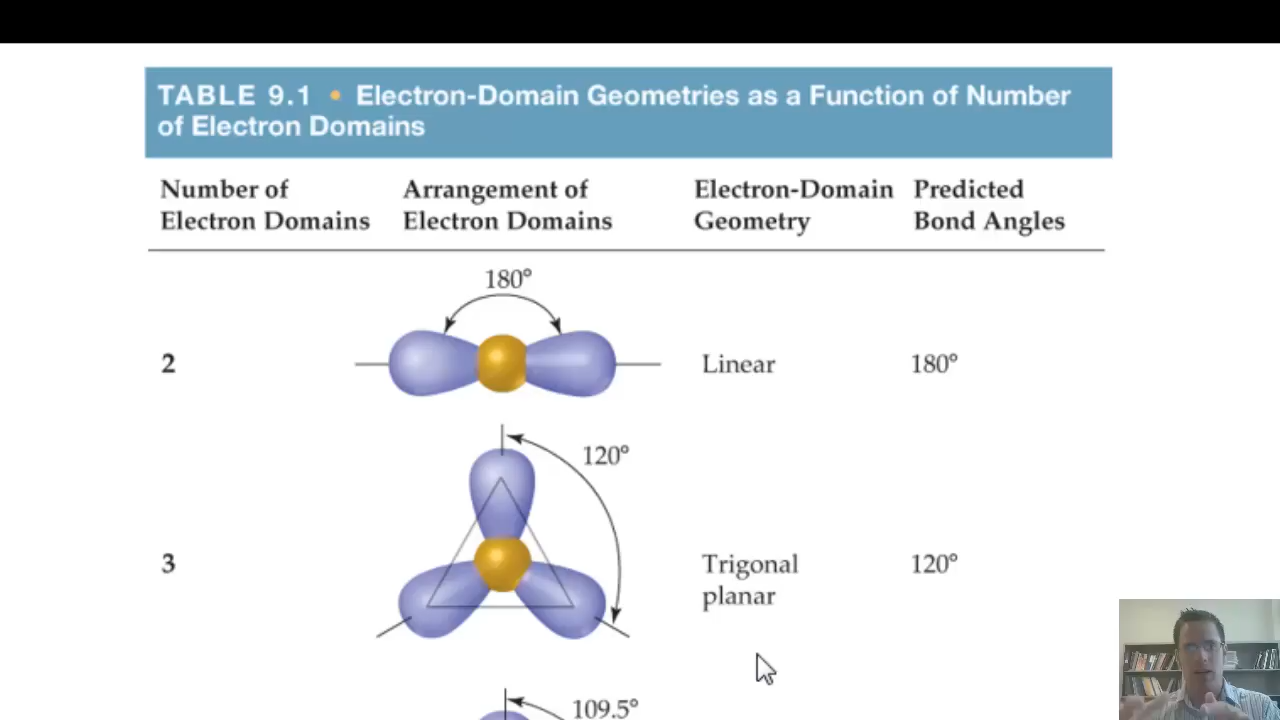 TABLE 9.1 • Electron-Domain Geometries as a Function of Number
of Electron Domains
Number of
Electron Domains
Arrangement of
Electron Domains
Electron-Domain
Geometry
Predicted
Bond Angles
180°
2
Linear
180°
120°
3
Trigonal
planar
120°
109.5°